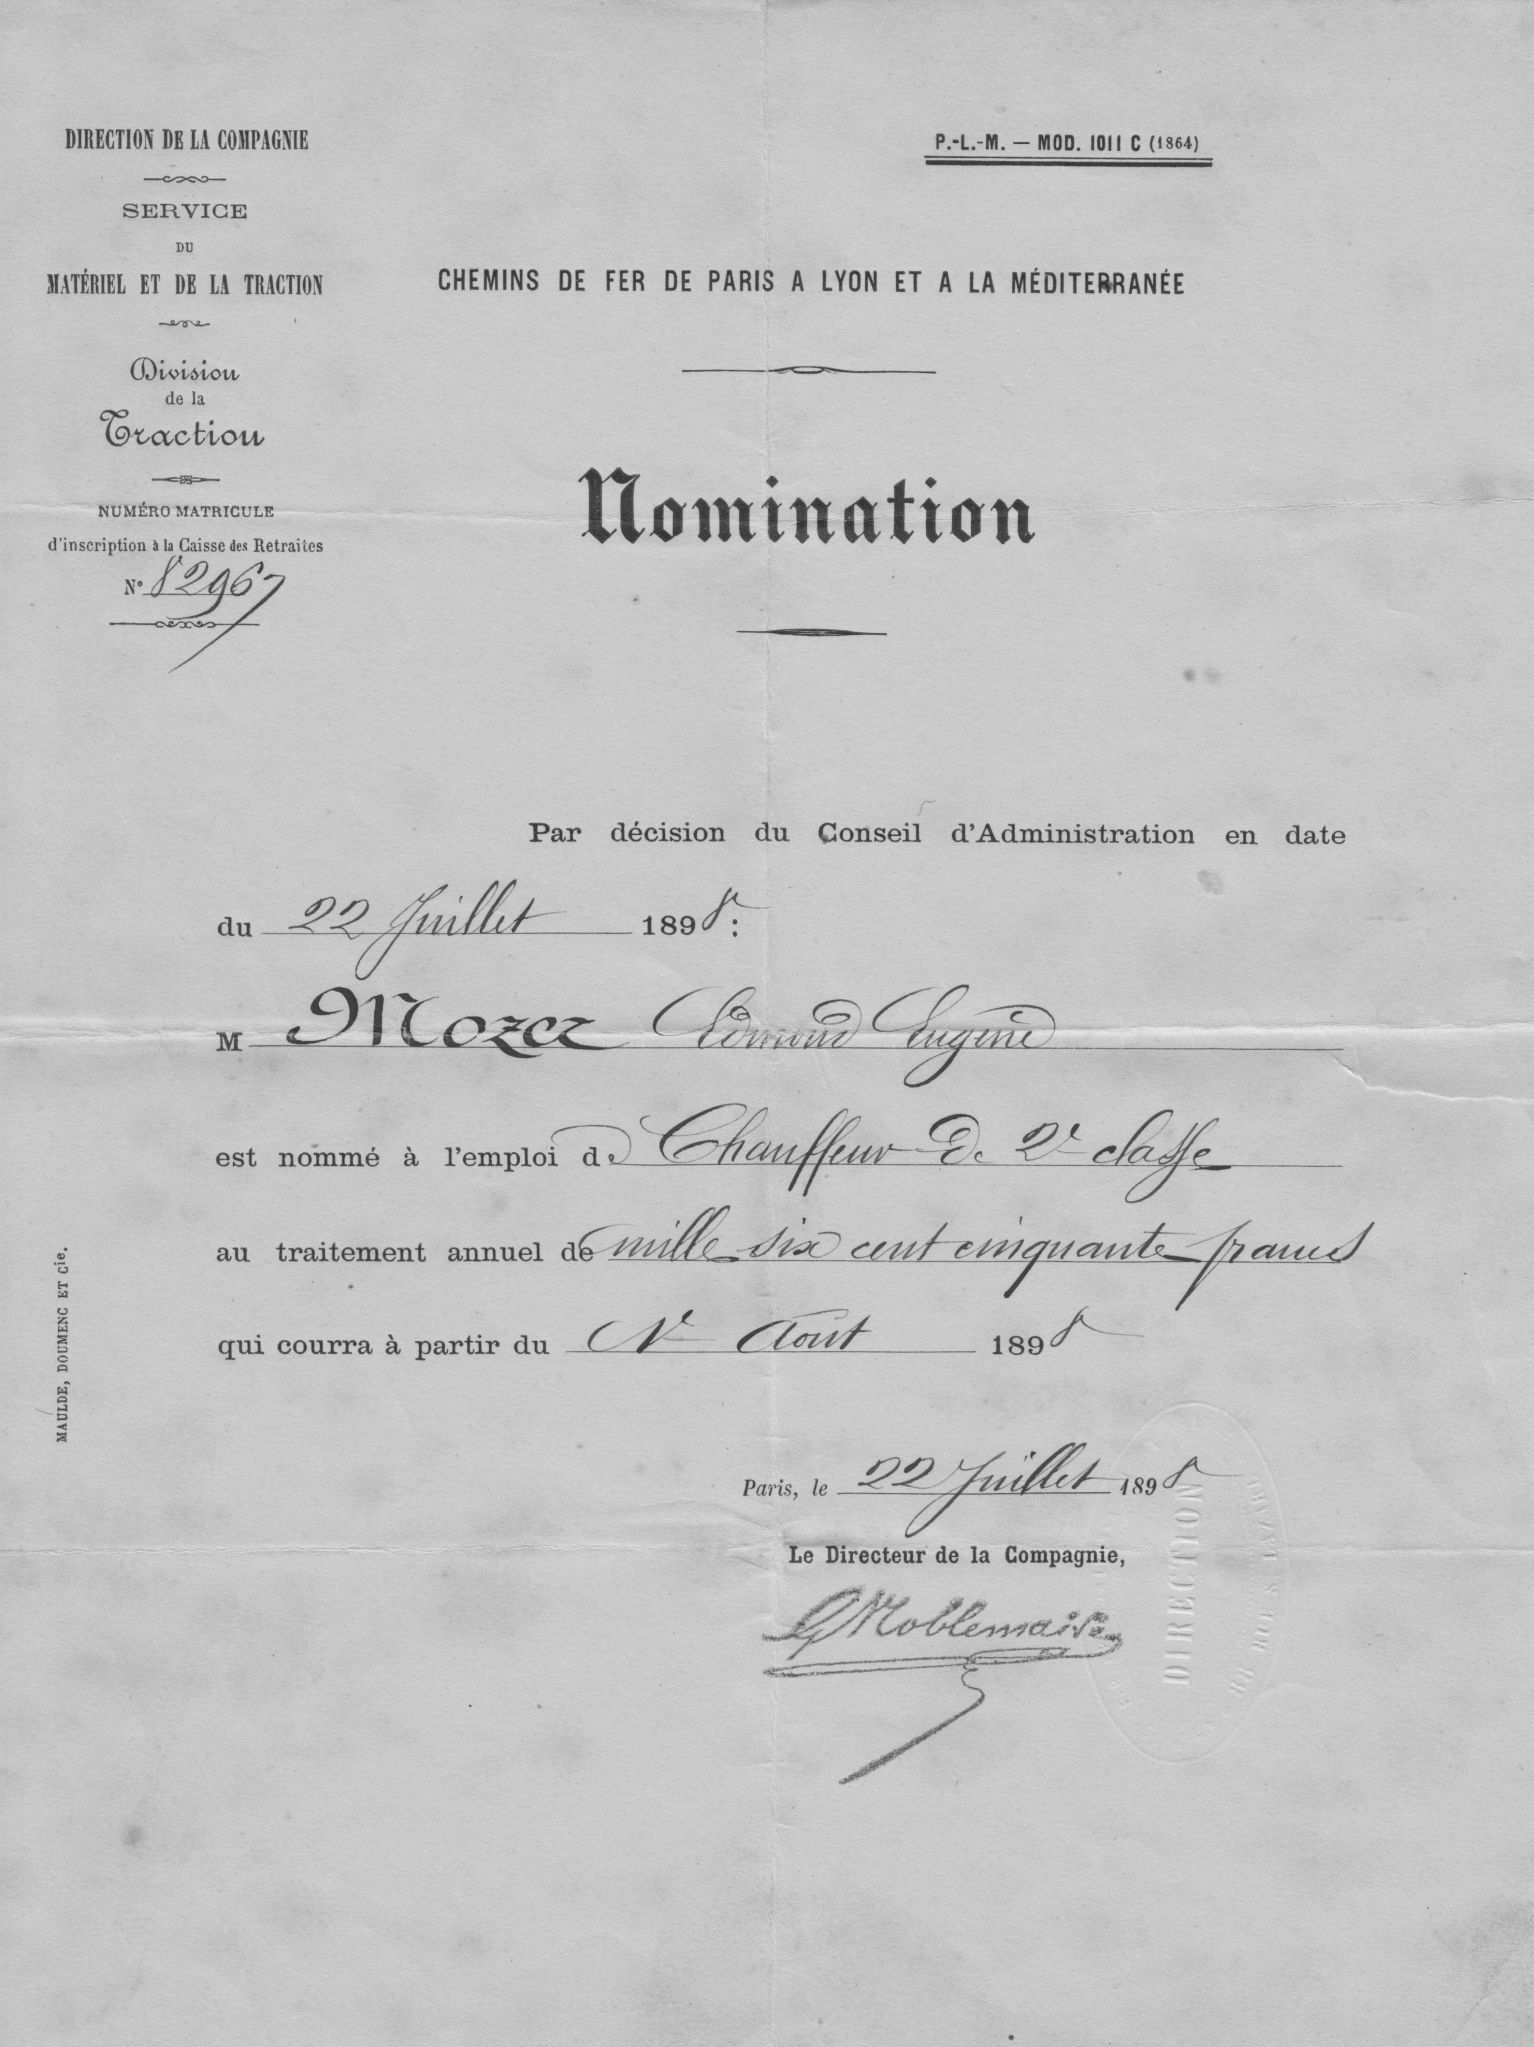 DIRECTION DE LA COMPAGNIE
SERVICE
DU
MATÉRIEL ET DE LA TRACTION
Division
de la
Traction
NUMÉRO MATRICULE
d'inscription à la Caisse des Retraites
N° 82967
P.-L.-M. — MOD. 1011 C (1864)
CHEMINS DE FER DE PARIS A LYON ET A LA MÉDITERRANÉE
Nomination
Par décision du Conseil d'Administration en date
du 22 Juillet 1898:
M Mozer Edmond Eugène
est nommé à l'emploi de Chauffeur de 2e classe
au traitement annuel de mille six cent cinquante francs
qui courra à partir du 1er Août 1898
Paris, le 22 Juillet 1898
Le Directeur de la Compagnie,
G Noblemaire
DIRECTION
MAULDE, DOUMENC ET Cie.